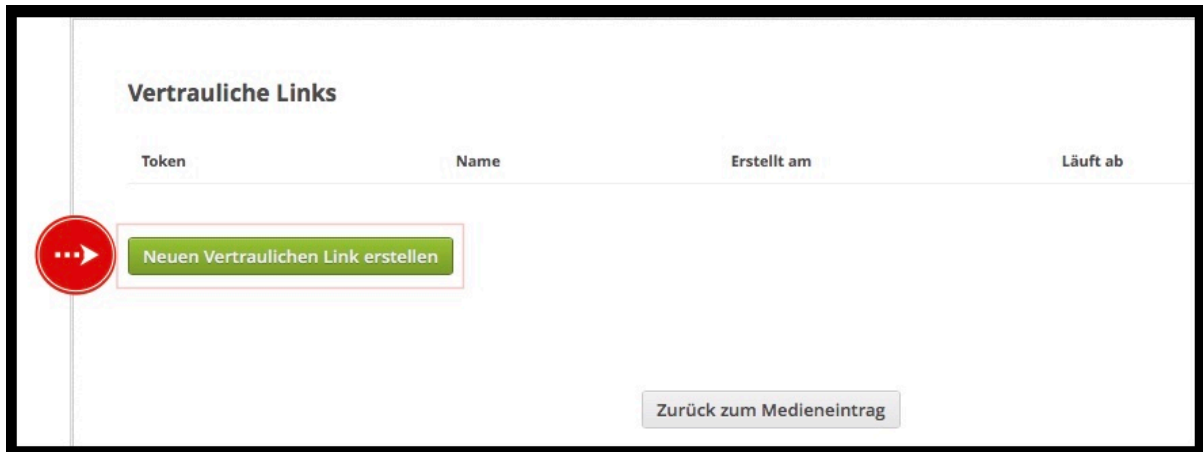 Vertrauliche Links
Token Name Erstellt am Läuft ab
Neuen Vertraulichen Link erstellen
Zurück zum Medieneintrag